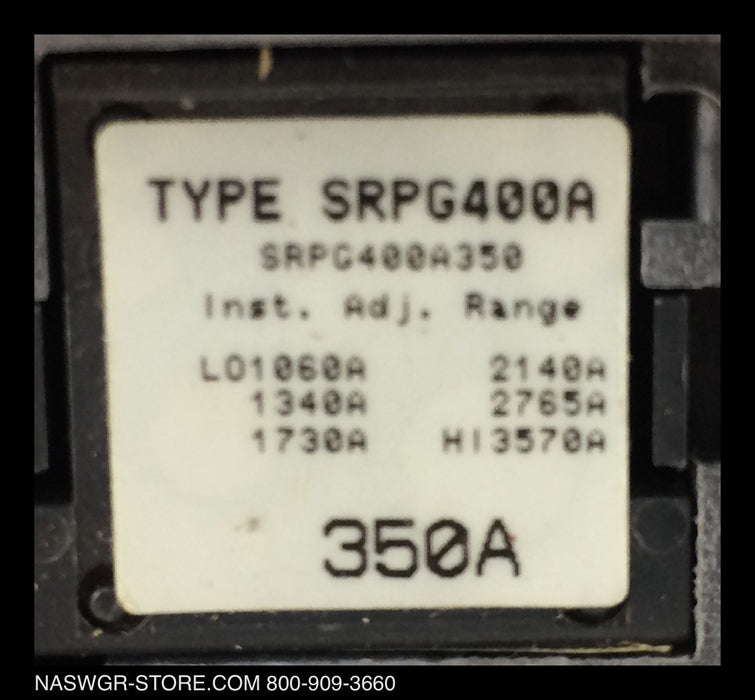 TYPE SRPG400A
SRPG400A350
Inst. Adj. Range
LO1060A 2140A
1340A 2765A
1730A HI3570A
350A
NASWGR-STORE.COM 800-909-3660